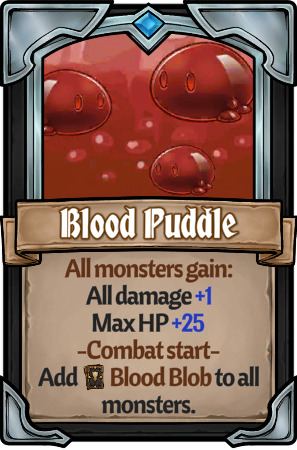 Blood Puddle
All monsters gain:
All damage +1
Max HP +25
-Combat start-
Add Blood Blob to all
monsters.